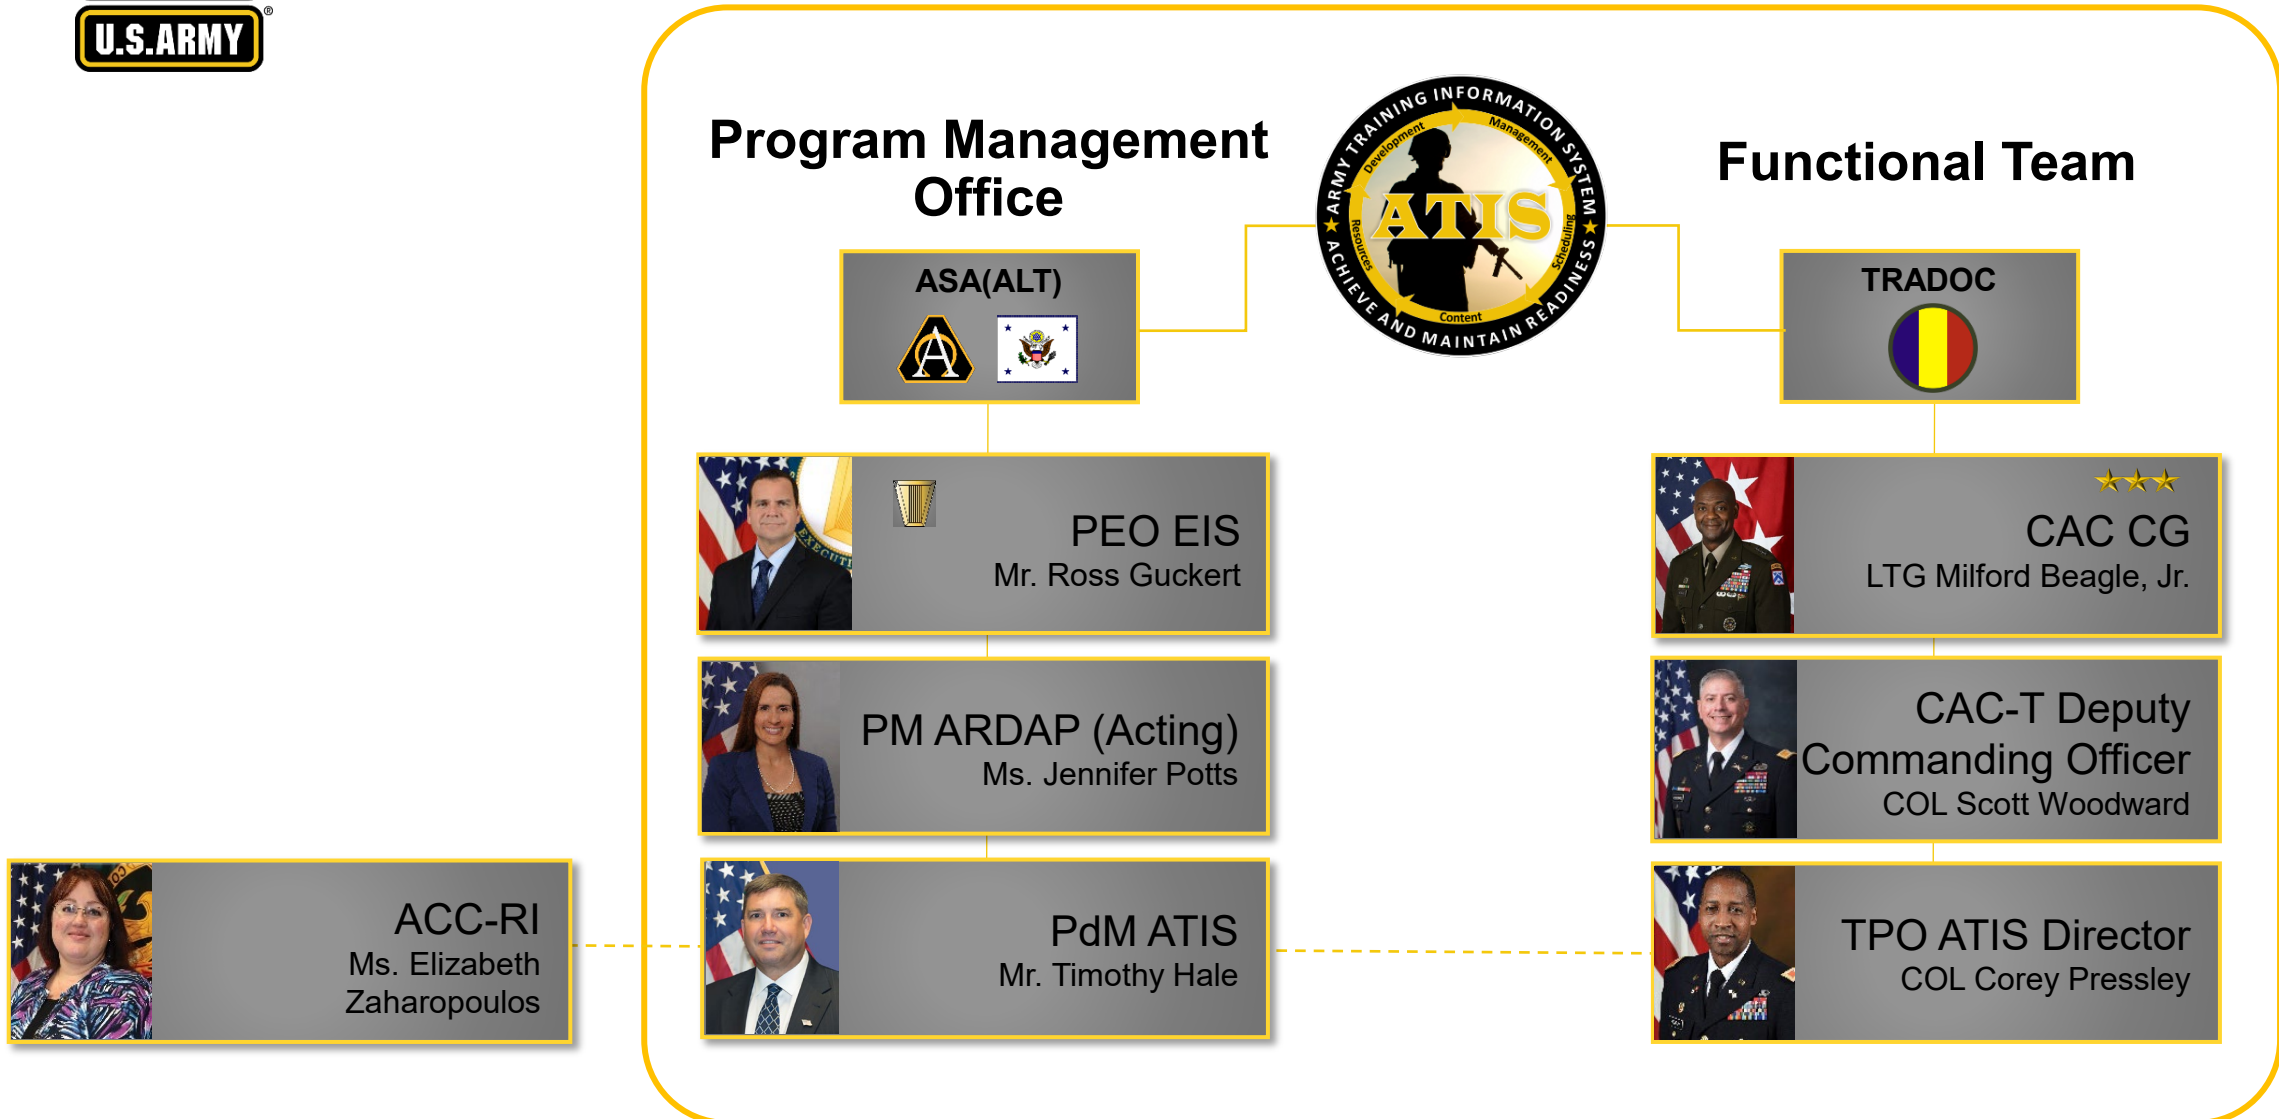 U.S.ARMY
®
Program Management
Office
Functional Team
ARMY TRAINING INFORMATION SYSTEM
ACHIEVE AND MAINTAIN READINESS
Development
Management
Scheduling
Content
Resources
ATIS
ASA(ALT)
TRADOC
PEO EIS
Mr. Ross Guckert
CAC CG
LTG Milford Beagle, Jr.
PM ARDAP (Acting)
Ms. Jennifer Potts
CAC-T Deputy
Commanding Officer
COL Scott Woodward
ACC-RI
Ms. Elizabeth
Zaharopoulos
PdM ATIS
Mr. Timothy Hale
TPO ATIS Director
COL Corey Pressley